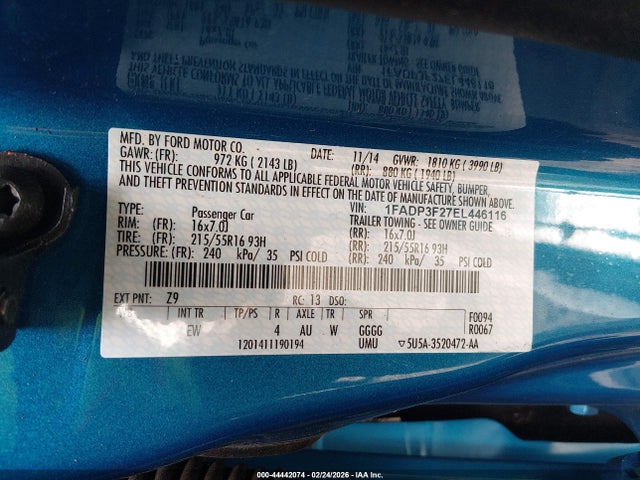 MFD. BY FORD MOTOR CO.
DATE: 11/14 GVWR: 1810 KG ( 3990 LB)
GAWR: (FR): 972 KG ( 2143 LB) (RR): 880 KG ( 1940 LB)
THIS VEHICLE CONFORMS TO ALL APPLICABLE FEDERAL MOTOR VEHICLE SAFETY, BUMPER,
AND THEFT PREVENTION STANDARDS IN EFFECT ON THE DATE OF MANUFACTURE SHOWN ABOVE
VIN: 1FADP3F27EL446116
TYPE: Passenger Car TRAILER TOWING - SEE OWNER GUIDE
RIM: (FR): 16x7.0J (RR): 16x7.0J
TIRE: (FR): 215/55R16 93H (RR): 215/55R16 93H
PRESSURE: (FR): 240 kPa/ 35 PSI COLD (RR): 240 kPa/ 35 PSI COLD
EXT PNT: Z9 RC: 13 DSO:
INT TR TP/PS R AXLE TR SPR F0094
EW 4 AU W GGGG R0067
1201411190194 UMU 5U5A-3520472-AA
000-44442074 - 02/24/2026 - IAA Inc.